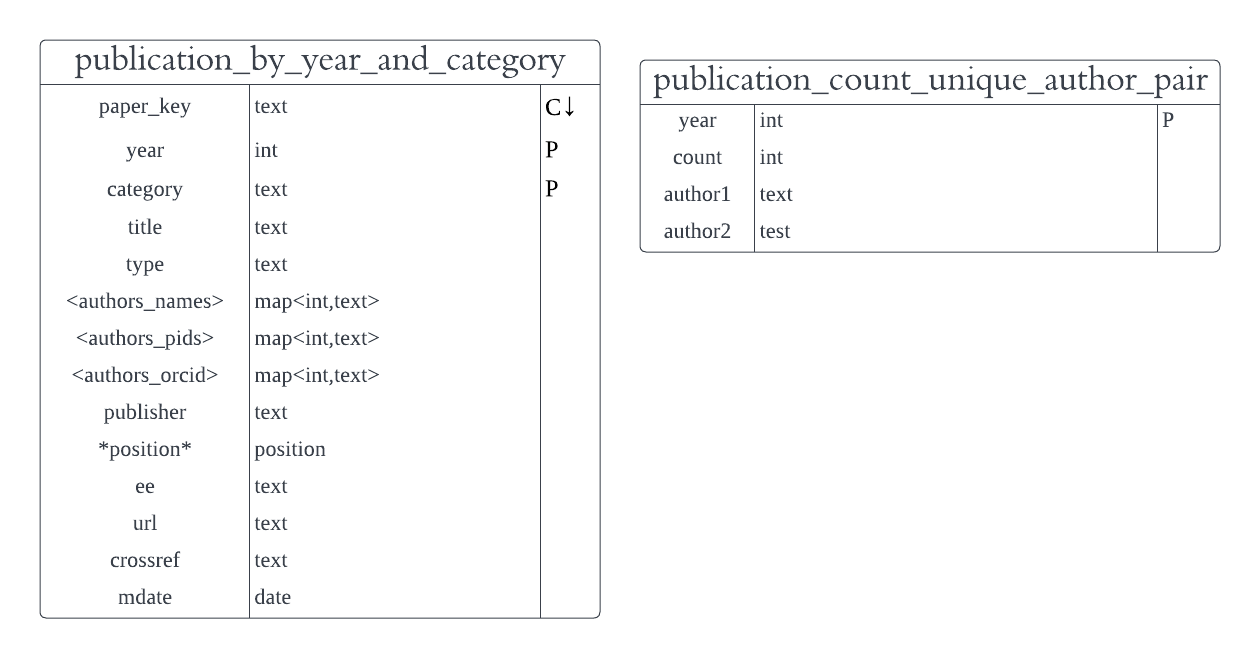 publication_by_year_and_category
paper_key text C↓
year int P
category text P
title text
type text
<authors_names> map<int,text>
<authors_pids> map<int,text>
<authors_orcid> map<int,text>
publisher text
*position* position
ee text
url text
crossref text
mdate date
publication_count_unique_author_pair
year int P
count int
author1 text
author2 test